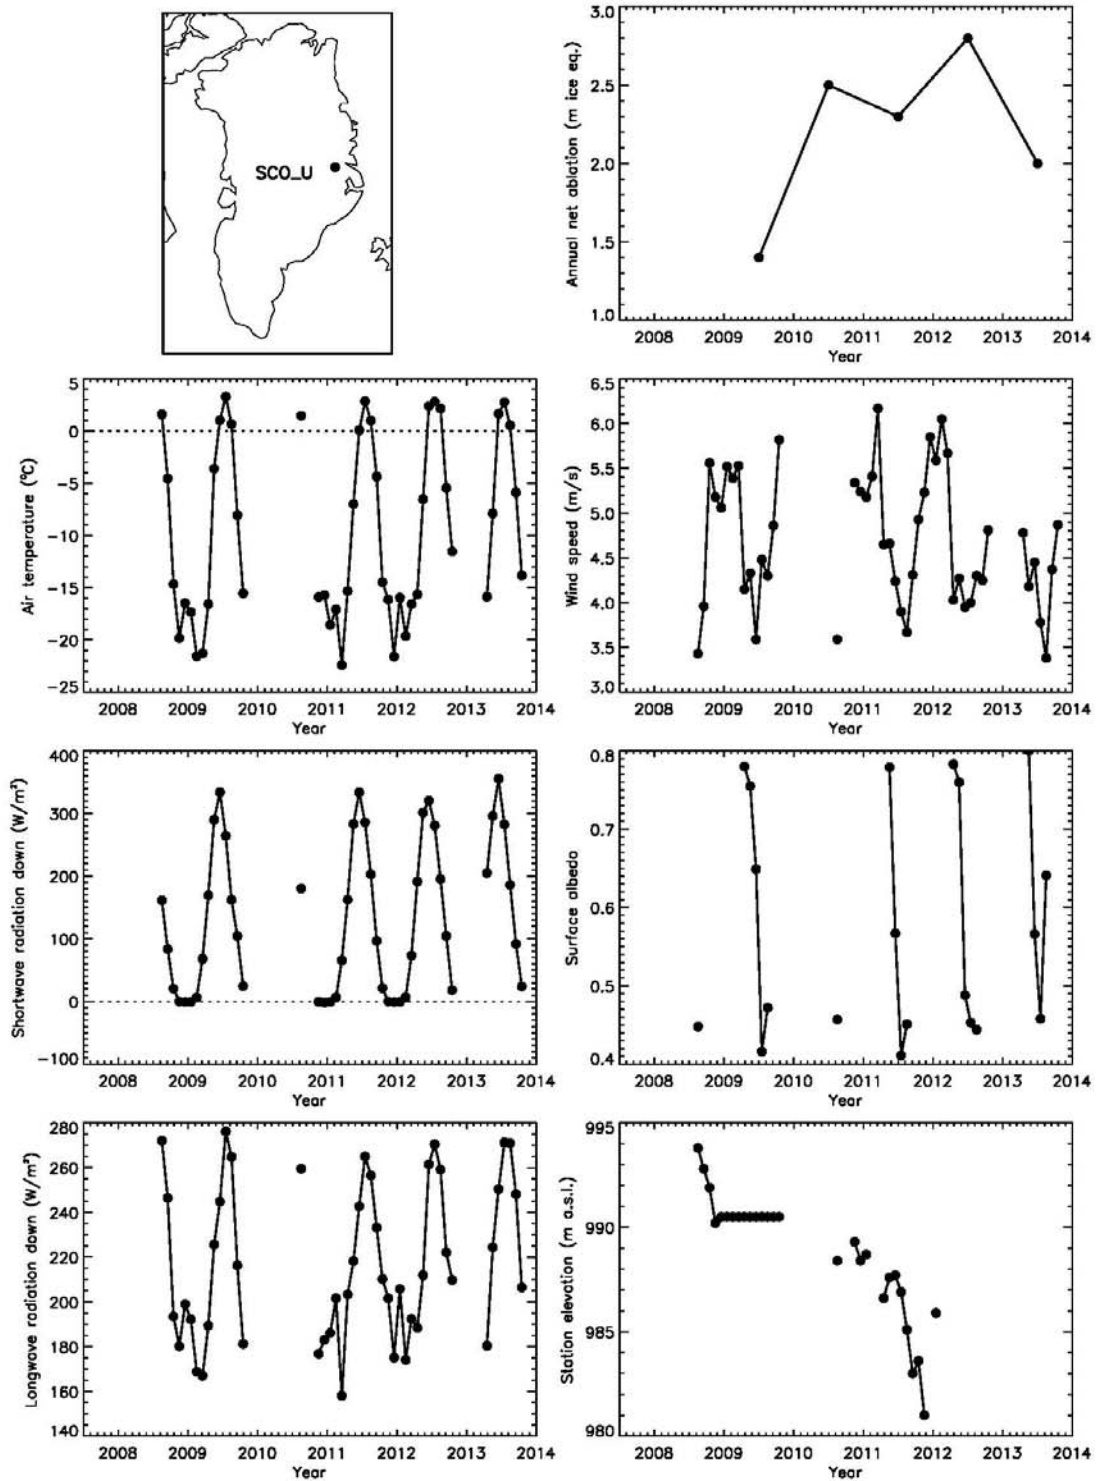 SCO_U
3.0
2.5
2.0
1.5
1.0
Annual net ablation (m ice eq.)
2008 2009 2010 2011 2012 2013 2014
Year
5
0
−5
−10
−15
−20
−25
Air temperature (°C)
2008 2009 2010 2011 2012 2013 2014
Year
6.5
6.0
5.5
5.0
4.5
4.0
3.5
3.0
Wind speed (m/s)
2008 2009 2010 2011 2012 2013 2014
Year
400
300
200
100
0
−100
Shortwave radiation down (W/m²)
2008 2009 2010 2011 2012 2013 2014
Year
0.8
0.7
0.6
0.5
0.4
Surface albedo
2008 2009 2010 2011 2012 2013 2014
Year
280
260
240
220
200
180
160
140
Longwave radiation down (W/m²)
2008 2009 2010 2011 2012 2013 2014
Year
995
990
985
980
Station elevation (m a.s.l.)
2008 2009 2010 2011 2012 2013 2014
Year